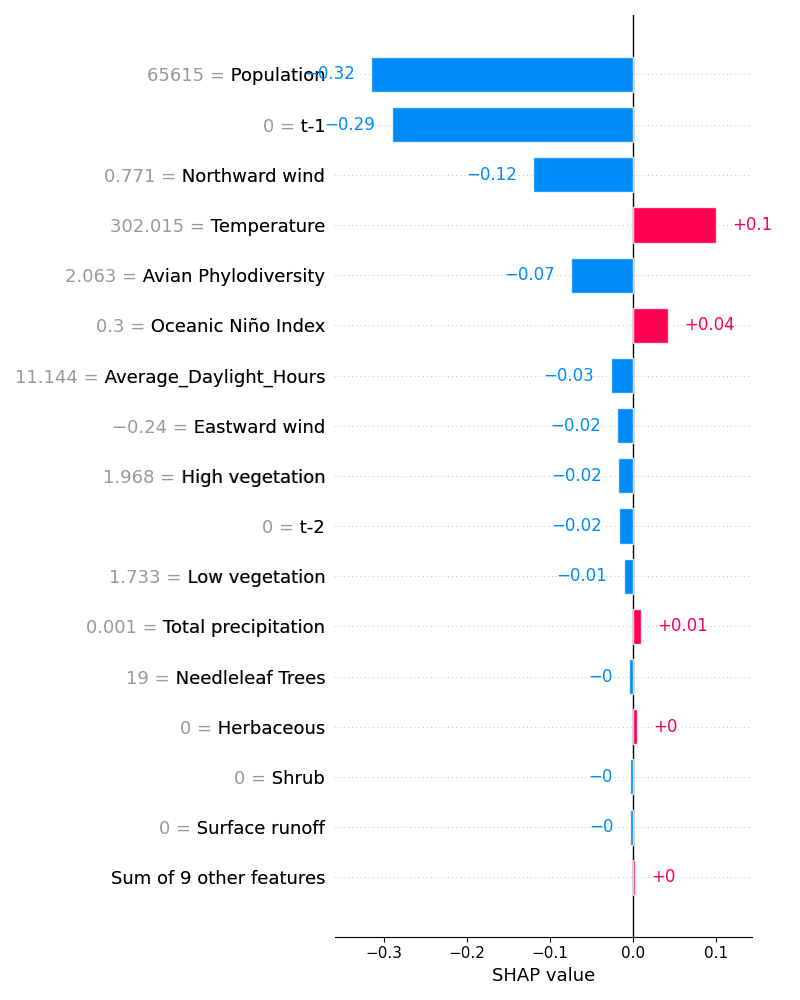 65615 = Population −0.32
0 = t-1 −0.29
0.771 = Northward wind −0.12
302.015 = Temperature +0.1
2.063 = Avian Phylodiversity −0.07
0.3 = Oceanic Niño Index +0.04
11.144 = Average_Daylight_Hours −0.03
−0.24 = Eastward wind −0.02
1.968 = High vegetation −0.02
0 = t-2 −0.02
1.733 = Low vegetation −0.01
0.001 = Total precipitation +0.01
19 = Needleleaf Trees −0
0 = Herbaceous +0
0 = Shrub −0
0 = Surface runoff −0
Sum of 9 other features +0
−0.3 −0.2 −0.1 0.0 0.1
SHAP value